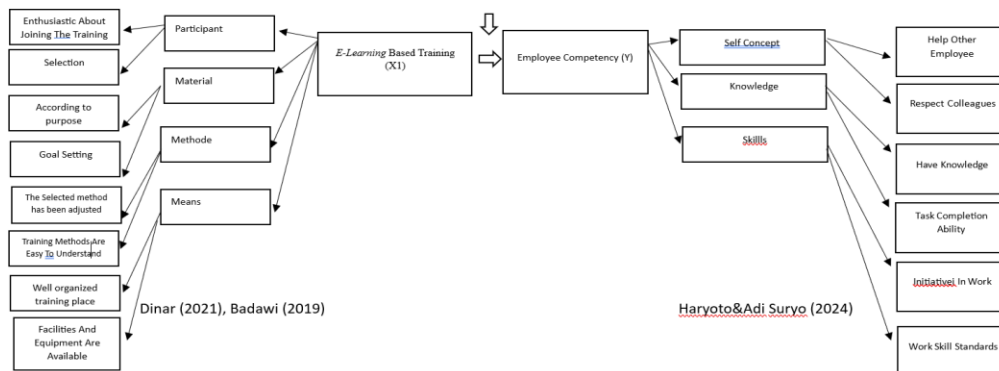 Enthusiastic About
Joining The Training
Selection
According to
purpose
Goal Setting
The Selected method
has been adjusted
Training Methods Are
Easy To Understand
Well organized
training place
Facilities And
Equipment Are
Available
Participant
Material
Methode
Means
Dinar (2021), Badawi (2019)
E-Learning Based Training
(X1)
Employee Competency (Y)
Self Concept
Knowledge
Skillls
Haryoto&Adi Suryo (2024)
Help Other
Employee
Respect Colleagues
Have Knowledge
Task Completion
Ability
Initiativei In Work
Work Skill Standards